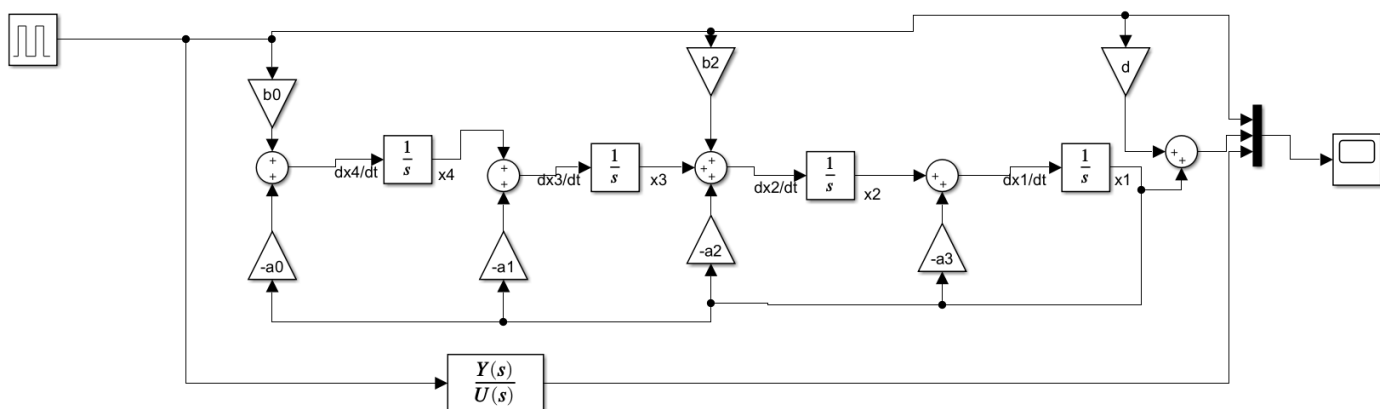 b0
b2
d
+
+
1
s
dx4/dt
x4
+
+
1
s
dx3/dt
x3
+
+
+
1
s
dx2/dt
x2
+
+
1
s
dx1/dt
x1
+
+
-a0
-a1
-a2
-a3
Y(s)
U(s)